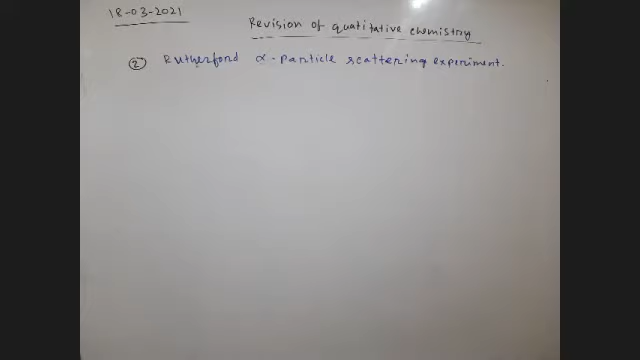 18-03-2021
Revision of quatitative chemistry
② Rutherford α-particle scattering experiment.